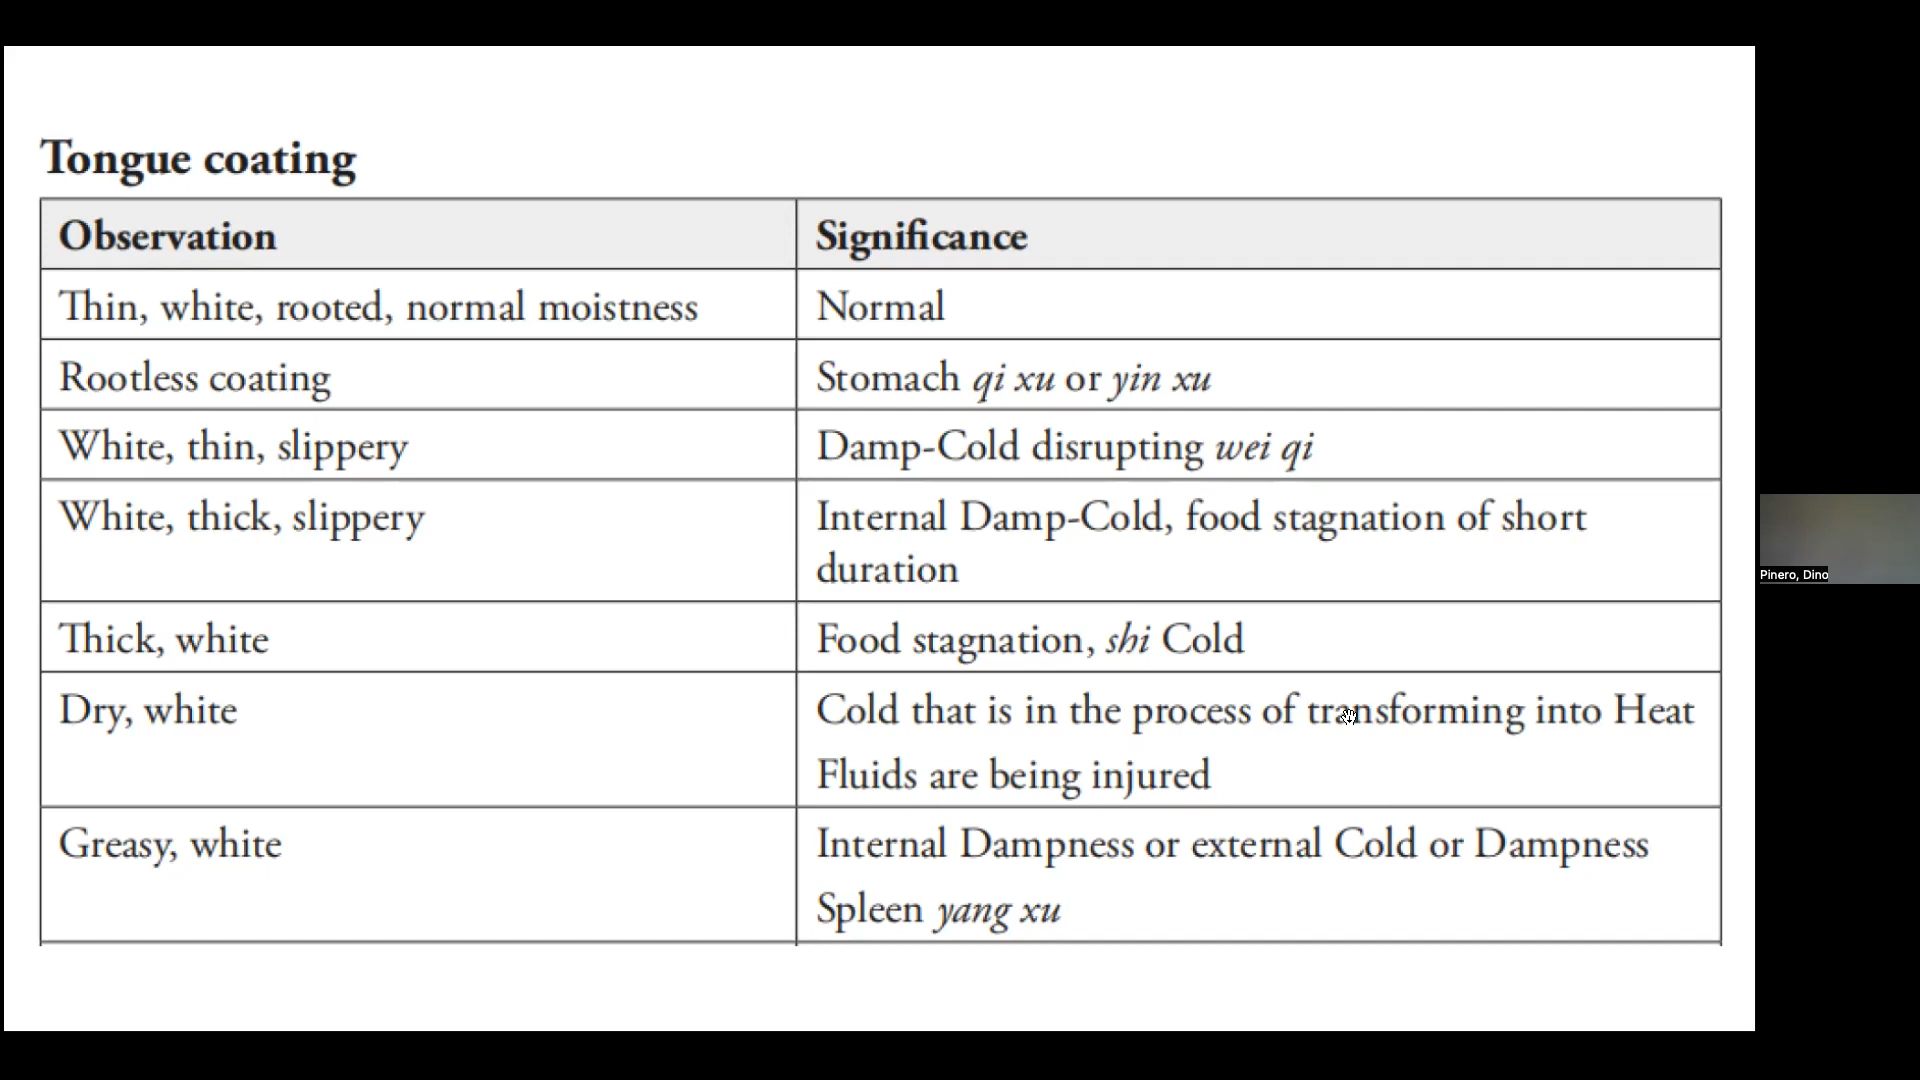 Tongue coating
Observation
Significance
Thin, white, rooted, normal moistness
Normal
Rootless coating
Stomach qi xu or yin xu
White, thin, slippery
Damp-Cold disrupting wei qi
White, thick, slippery
Internal Damp-Cold, food stagnation of short
duration
Thick, white
Food stagnation, shi Cold
Dry, white
Cold that is in the process of transforming into Heat
Fluids are being injured
Greasy, white
Internal Dampness or external Cold or Dampness
Spleen yang xu
Pinero, Dino